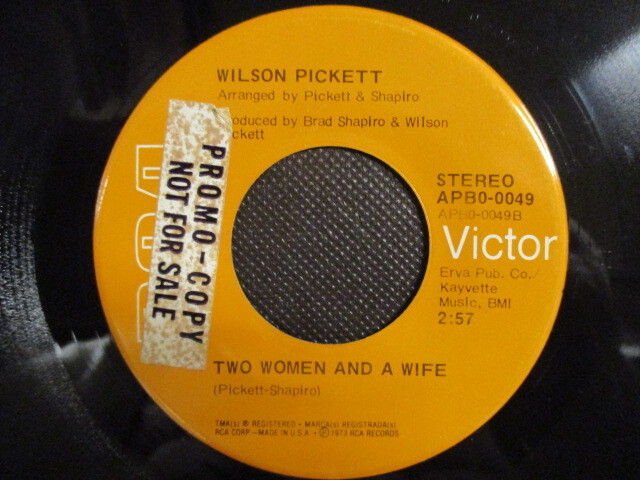 WILSON PICKETT
Arranged by Pickett & Shapiro
oduced by Brad Shapiro & Wilson
ckett
PROMO-COPY
NOT FOR SALE
STEREO
APBO-0049
APBO-0049B
Victor
Erva Pub. Co./
Kayvette
Music, BMI
2:57
TWO WOMEN AND A WIFE
(Pickett-Shapiro)
TMK(s) ® REGISTERED • MARCA(s) REGISTRADA(s)
RCA CORP.-MADE IN U.S.A. • ℗ 1973 RCA RECORDS